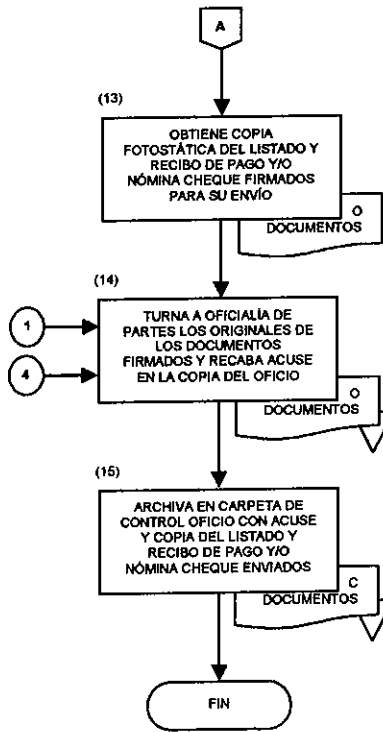 A
(13)
OBTIENE COPIA
FOTOSTÁTICA DEL LISTADO Y
RECIBO DE PAGO Y/O
NÓMINA CHEQUE FIRMADOS
PARA SU ENVÍO
O
DOCUMENTOS
(14)
1
4
TURNA A OFICIALÍA DE
PARTES LOS ORIGINALES DE
LOS DOCUMENTOS
FIRMADOS Y RECABA ACUSE
EN LA COPIA DEL OFICIO
O
DOCUMENTOS
(15)
ARCHIVA EN CARPETA DE
CONTROL OFICIO CON ACUSE
Y COPIA DEL LISTADO Y
RECIBO DE PAGO Y/O
NÓMINA CHEQUE ENVIADOS
C
DOCUMENTOS
FIN